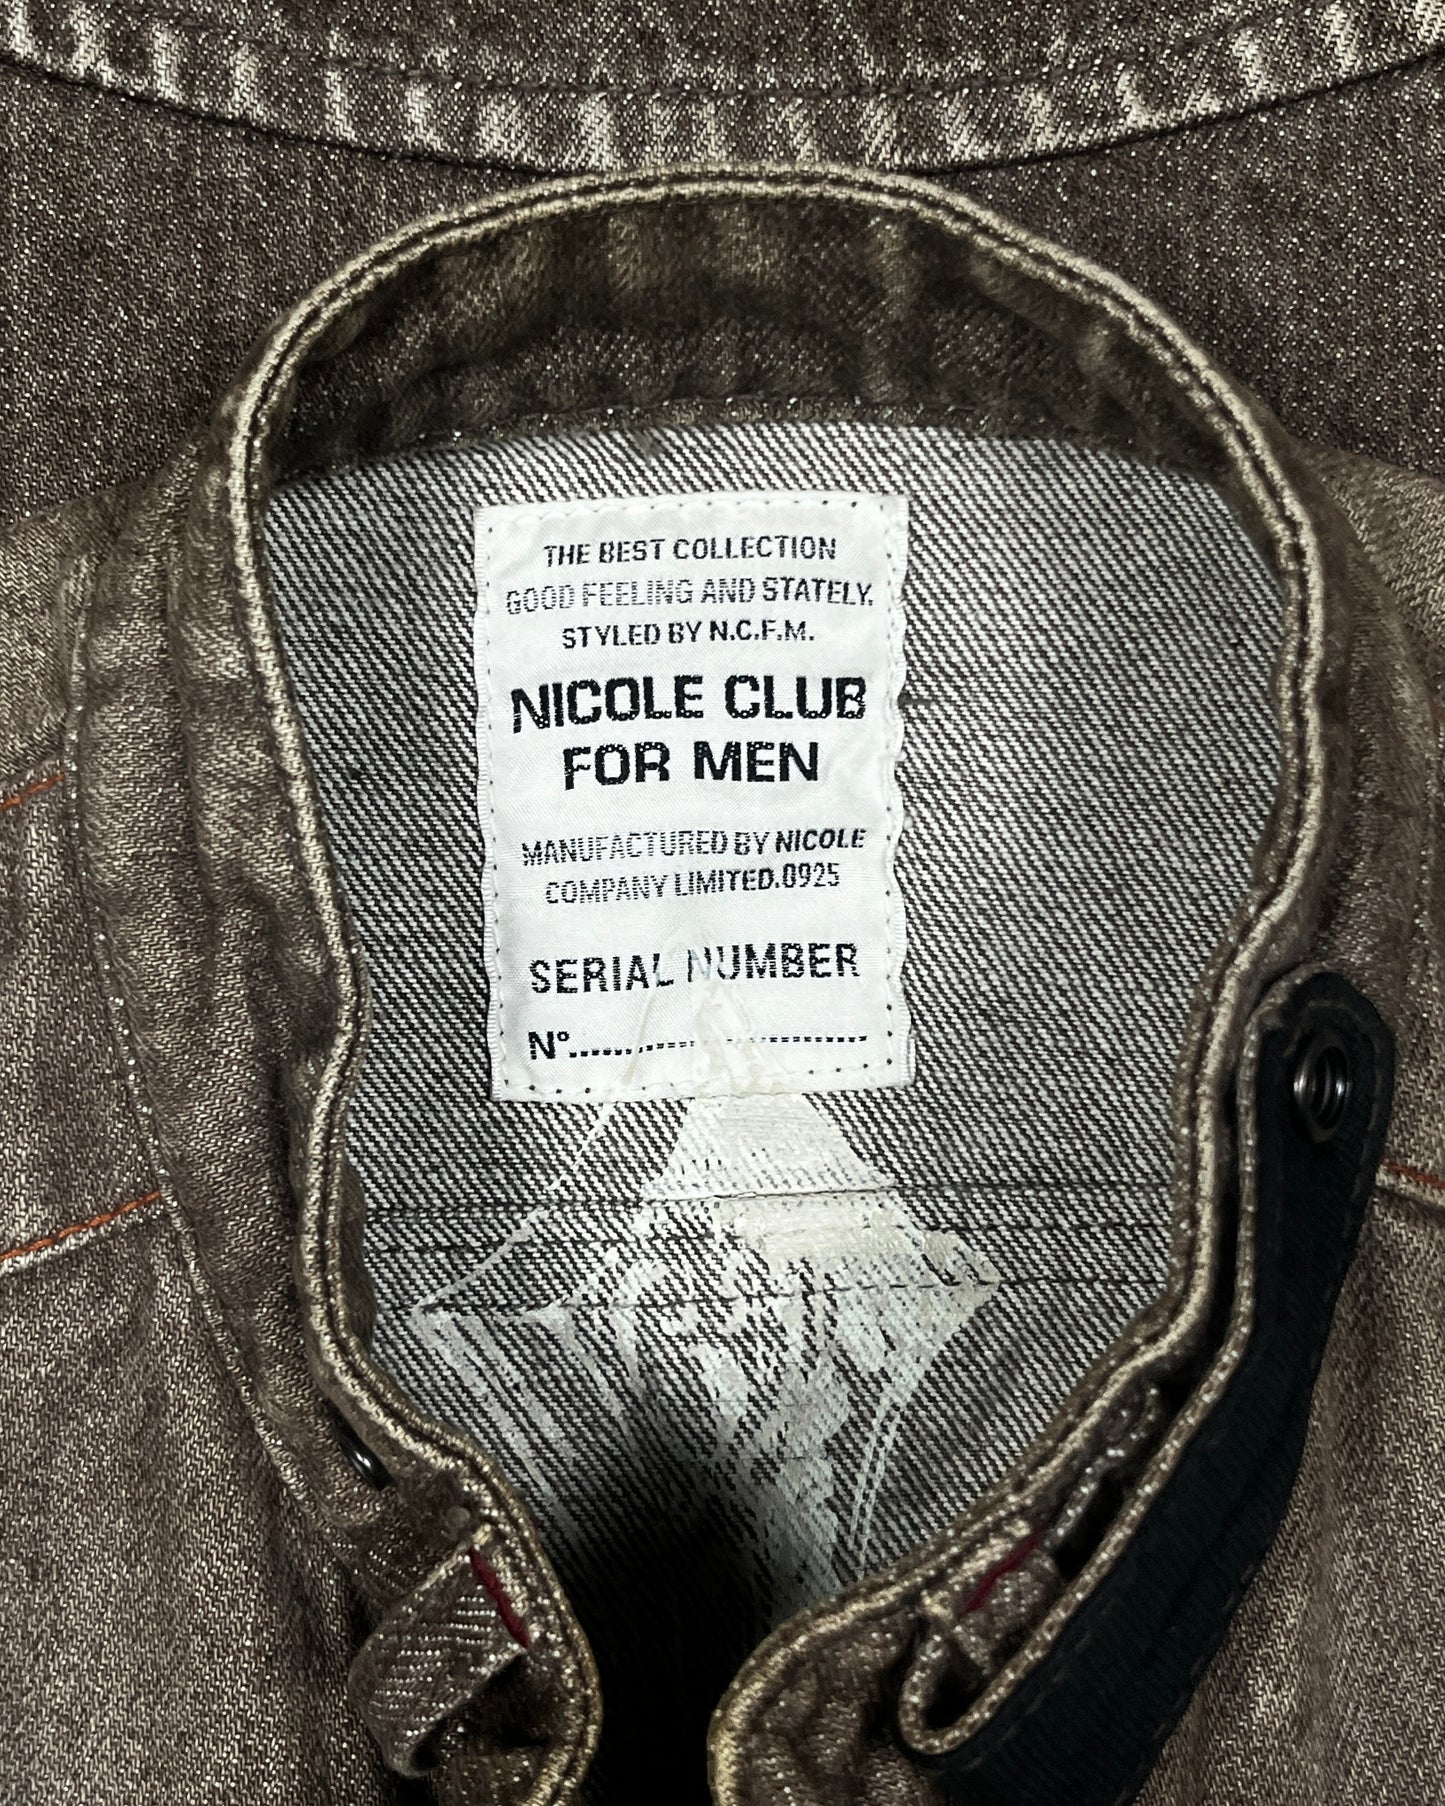 THE BEST COLLECTION
GOOD FEELING AND STATELY.
STYLED BY N.C.F.M.
NICOLE CLUB
FOR MEN
MANUFACTURED BY NICOLE
COMPANY LIMITED.0925
SERIAL NUMBER
N°..............................